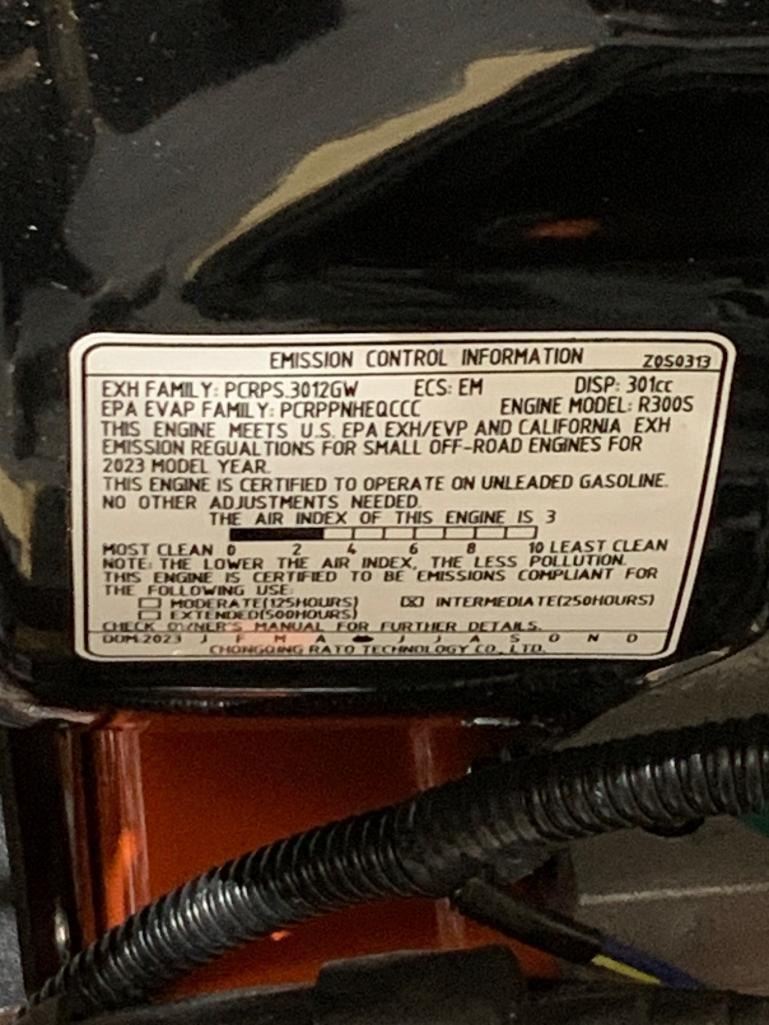 EMISSION CONTROL INFORMATION Z0S0313
EXH FAMILY: PCRPS.3012GW ECS: EM DISP: 301cc
EPA EVAP FAMILY: PCRPPNHEQCCC ENGINE MODEL: R300S
THIS ENGINE MEETS U.S. EPA EXH/EVP AND CALIFORNIA EXH
EMISSION REGUALTIONS FOR SMALL OFF-ROAD ENGINES FOR
2023 MODEL YEAR.
THIS ENGINE IS CERTIFIED TO OPERATE ON UNLEADED GASOLINE.
NO OTHER ADJUSTMENTS NEEDED.
THE AIR INDEX OF THIS ENGINE IS 3
MOST CLEAN 0 2 4 6 8 10 LEAST CLEAN
NOTE: THE LOWER THE AIR INDEX, THE LESS POLLUTION.
THIS ENGINE IS CERTIFIED TO BE EMISSIONS COMPLIANT FOR
THE FOLLOWING USE:
☐ MODERATE(125HOURS) ☒ INTERMEDIATE(250HOURS)
☐ EXTENDED(500HOURS)
CHECK OWNER'S MANUAL FOR FURTHER DETAILS.
DOM:2023 J F M A J J A S O N D
CHONGQING RATO TECHNOLOGY CO., LTD.